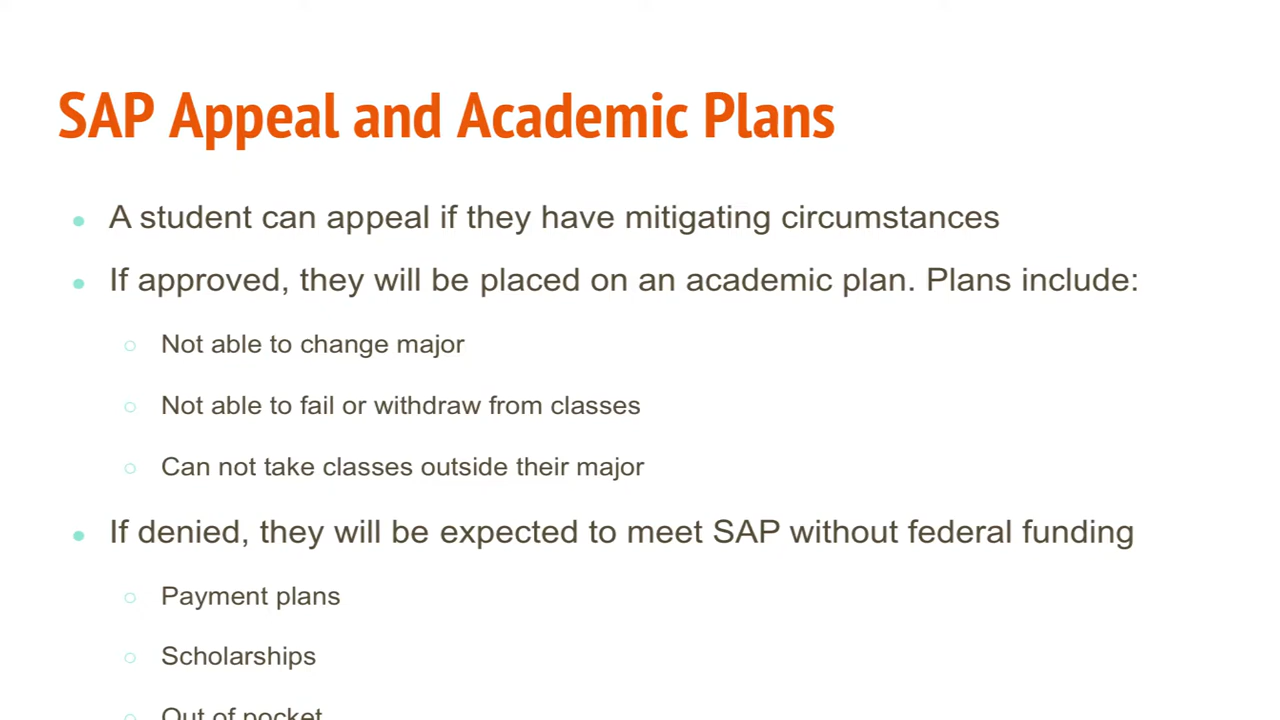 SAP Appeal and Academic Plans
A student can appeal if they have mitigating circumstances
If approved, they will be placed on an academic plan. Plans include:
Not able to change major
Not able to fail or withdraw from classes
Can not take classes outside their major
If denied, they will be expected to meet SAP without federal funding
Payment plans
Scholarships
Out of pocket